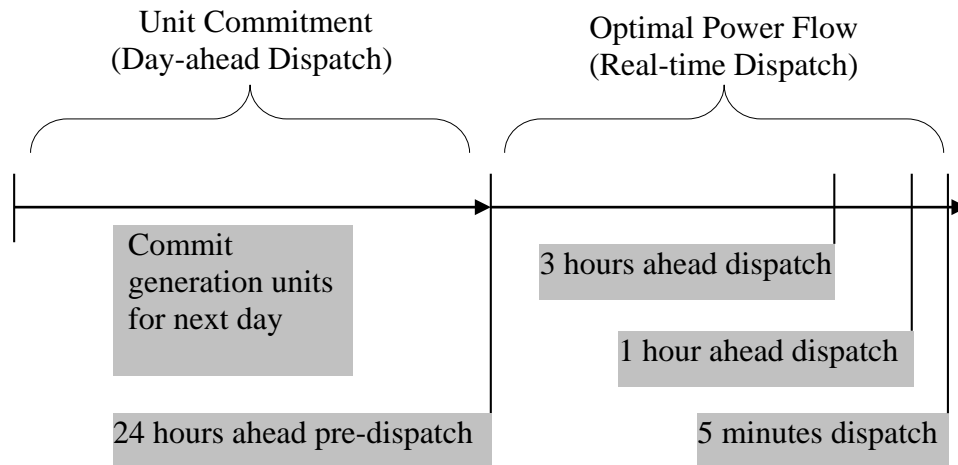 Unit Commitment
(Day-ahead Dispatch)
Optimal Power Flow
(Real-time Dispatch)
Commit
generation units
for next day
3 hours ahead dispatch
1 hour ahead dispatch
24 hours ahead pre-dispatch
5 minutes dispatch